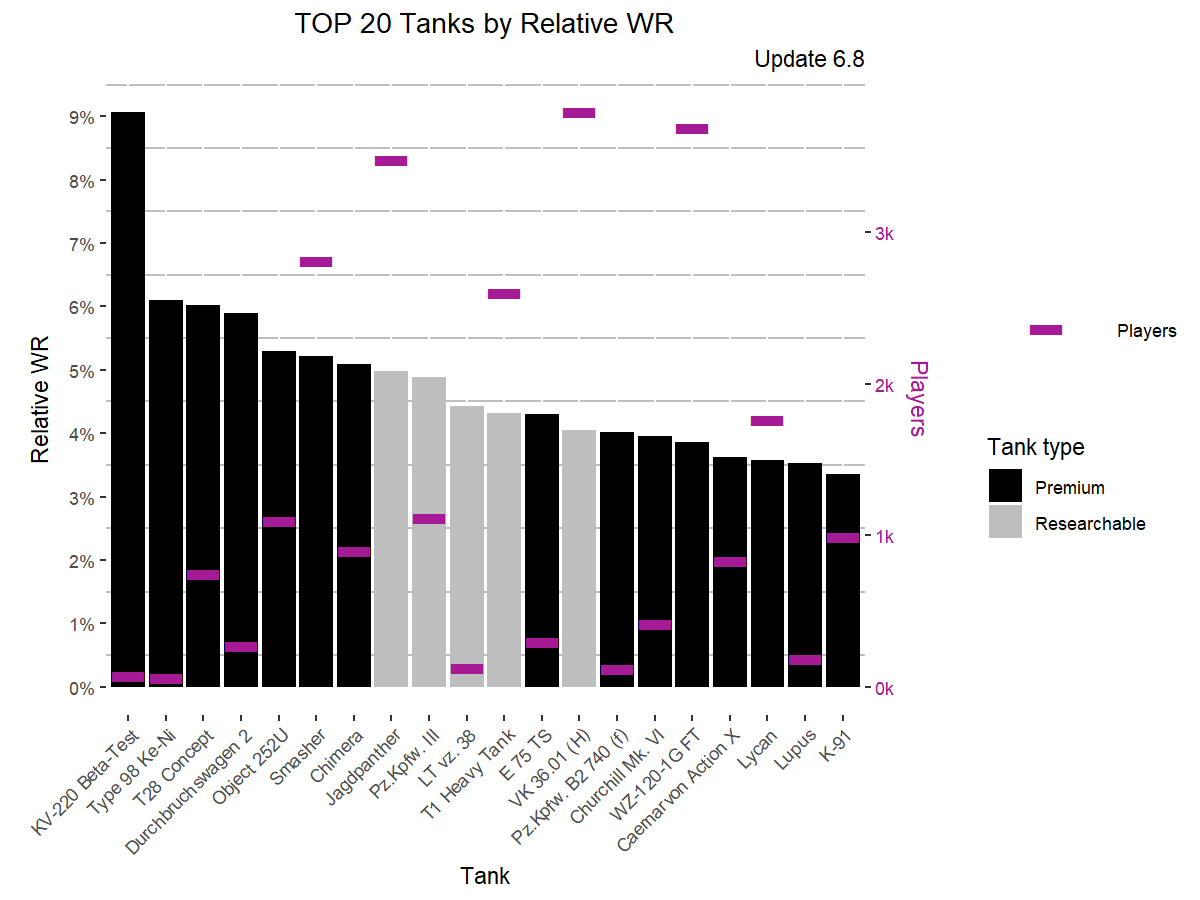 TOP 20 Tanks by Relative WR
Update 6.8
Relative WR
9%
8%
7%
6%
5%
4%
3%
2%
1%
0%
3k
2k
1k
0k
Players
Players
Tank type
Premium
Researchable
KV-220 Beta-Test
Type 98 Ke-Ni
T28 Concept
Durchbruchswagen 2
Object 252U
Smasher
Chimera
Jagdpanther
Pz.Kpfw. III
LT vz. 38
T1 Heavy Tank
E 75 TS
VK 36.01 (H)
Pz.Kpfw. B2 740 (f)
Churchill Mk. VI
WZ-120-1G FT
Caernarvon Action X
Lycan
Lupus
K-91
Tank